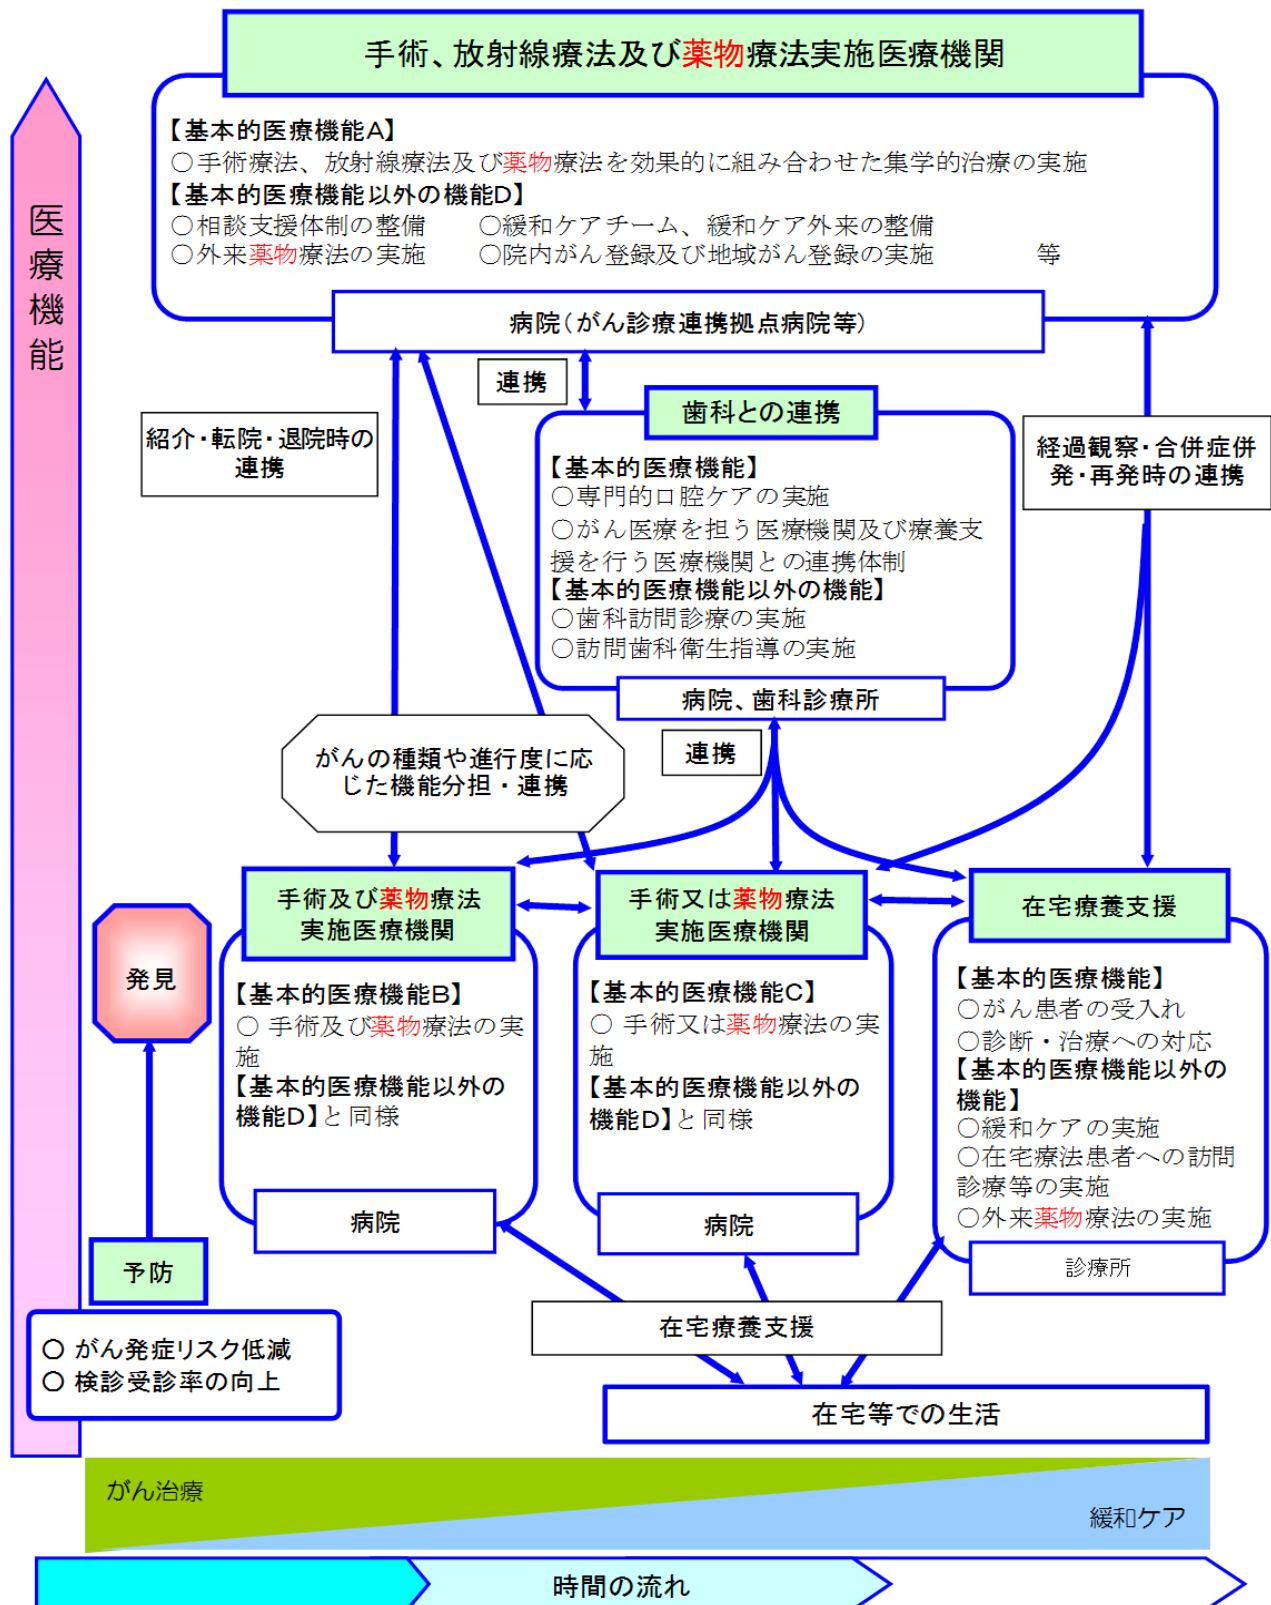 手術、放射線療法及び薬物療法実施医療機関
医療機能
【基本的医療機能A】
○手術療法、放射線療法及び薬物療法を効果的に組み合わせた集学的治療の実施
【基本的医療機能以外の機能D】
○相談支援体制の整備　　○緩和ケアチーム、緩和ケア外来の整備
○外来薬物療法の実施　　○院内がん登録及び地域がん登録の実施　　　　等
病院(がん診療連携拠点病院等)
連携
紹介・転院・退院時の
連携
歯科との連携
【基本的医療機能】
○専門的口腔ケアの実施
○がん医療を担う医療機関及び療養支
援を行う医療機関との連携体制
【基本的医療機能以外の機能】
○歯科訪問診療の実施
○訪問歯科衛生指導の実施
病院、歯科診療所
経過観察・合併症併
発・再発時の連携
連携
がんの種類や進行度に応
じた機能分担・連携
手術及び薬物療法
実施医療機関
【基本的医療機能B】
○ 手術及び薬物療法の実
施
【基本的医療機能以外の
機能D】と同様
病院
手術又は薬物療法
実施医療機関
【基本的医療機能C】
○ 手術又は薬物療法の実
施
【基本的医療機能以外の
機能D】と同様
病院
在宅療養支援
【基本的医療機能】
○がん患者の受入れ
○診断・治療への対応
【基本的医療機能以外の
機能】
○緩和ケアの実施
○在宅療法患者への訪問
診療等の実施
○外来薬物療法の実施
診療所
発見
予防
○ がん発症リスク低減
○ 検診受診率の向上
在宅療養支援
在宅等での生活
がん治療
緩和ケア
時間の流れ